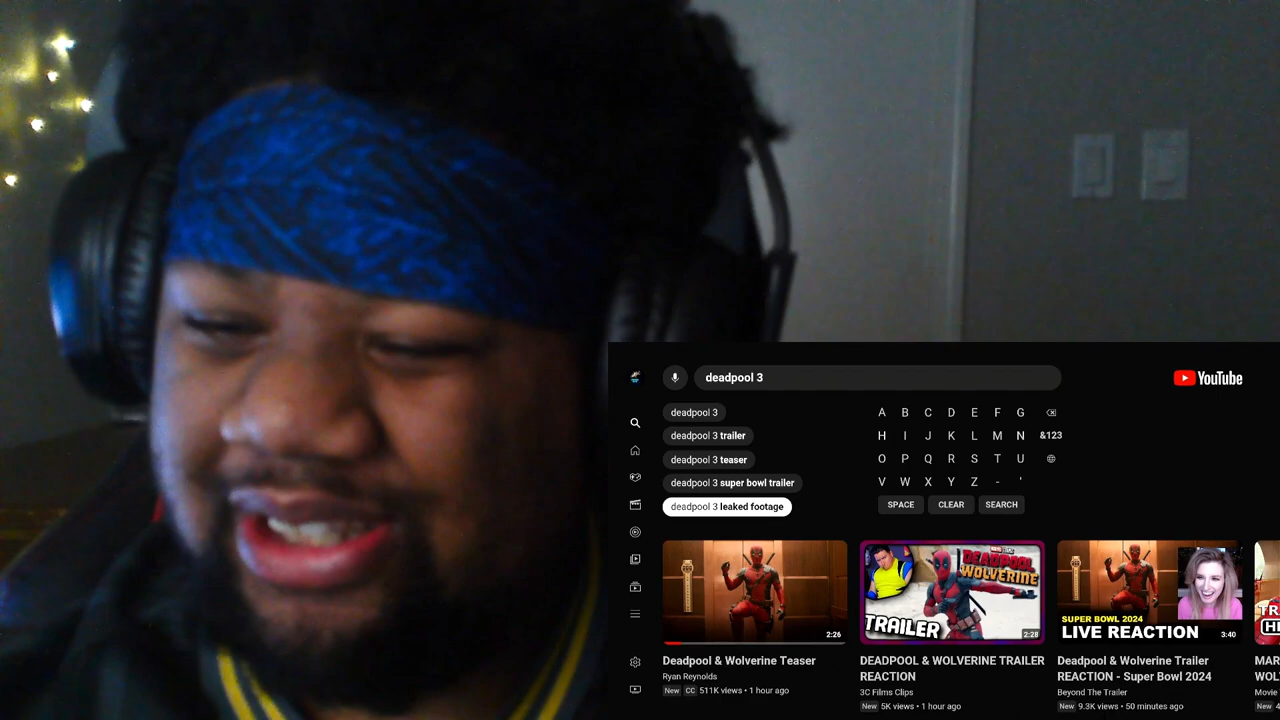 deadpool 3
YouTube
deadpool 3
deadpool 3 trailer
deadpool 3 teaser
deadpool 3 super bowl trailer
deadpool 3 leaked footage
A B C D E F G
H I J K L M N &123
O P Q R S T U
V W X Y Z - '
SPACE CLEAR SEARCH
2:26
DEADPOOL
WOLVERINE
TRAILER
2:28
SUPER BOWL 2024
LIVE REACTION
3:40
Deadpool & Wolverine Teaser
Ryan Reynolds
New CC 511K views • 1 hour ago
DEADPOOL & WOLVERINE TRAILER
REACTION
3C Films Clips
New 5K views • 1 hour ago
Deadpool & Wolverine Trailer
REACTION - Super Bowl 2024
Beyond The Trailer
New 9.3K views • 50 minutes ago
MAR
WOL
Movie
New